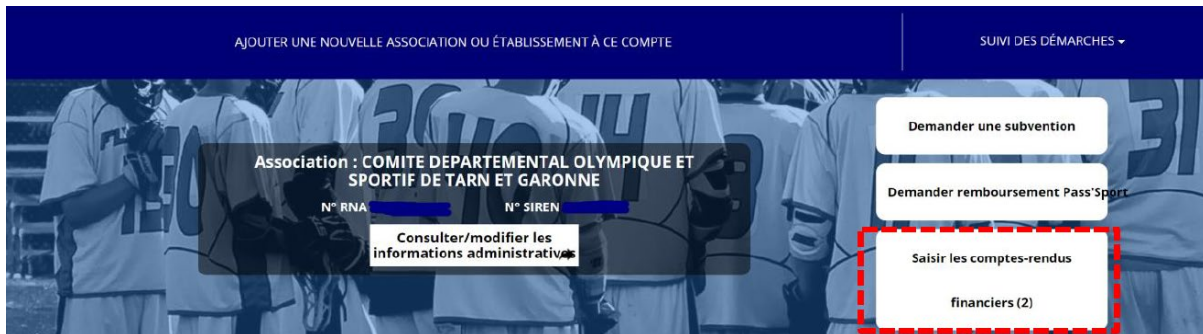 AJOUTER UNE NOUVELLE ASSOCIATION OU ÉTABLISSEMENT À CE COMPTE
SUIVI DES DÉMARCHES
Association : COMITE DEPARTEMENTAL OLYMPIQUE ET
SPORTIF DE TARN ET GARONNE
N° RNA
N° SIREN
Consulter/modifier les
informations administratives
Demander une subvention
Demander remboursement Pass'Sport
Saisir les comptes-rendus
financiers (2)